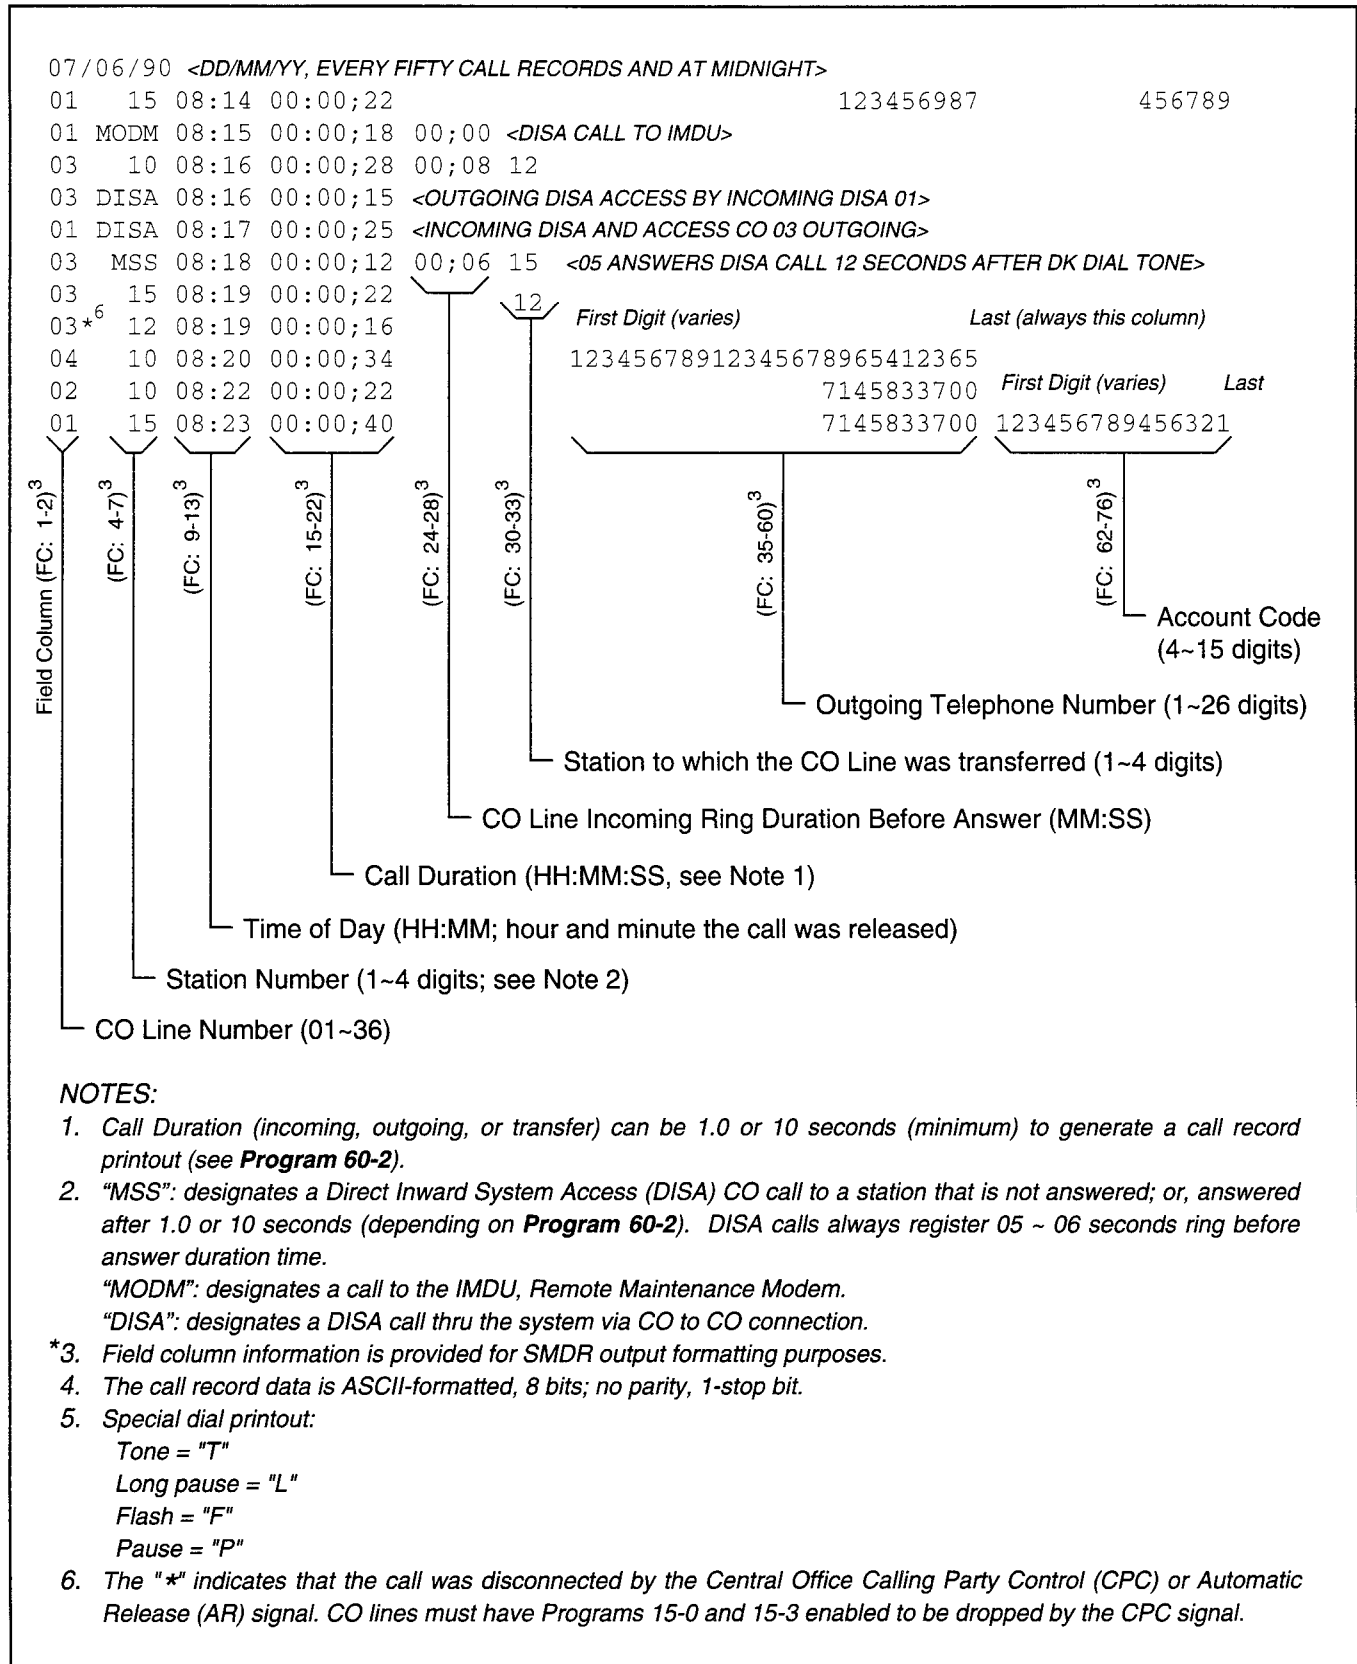 07/06/90 <DD/MM/YY, EVERY FIFTY CALL RECORDS AND AT MIDNIGHT>
01 15 08:14 00:00;22 123456987 456789
01 MODM 08:15 00:00;18 00;00 <DISA CALL TO IMDU>
03 10 08:16 00:00;28 00;08 12
03 DISA 08:16 00:00;15 <OUTGOING DISA ACCESS BY INCOMING DISA 01>
01 DISA 08:17 00:00;25 <INCOMING DISA AND ACCESS CO 03 OUTGOING>
03 MSS 08:18 00:00;12 00;06 15 <05 ANSWERS DISA CALL 12 SECONDS AFTER DK DIAL TONE>
03 15 08:19 00:00;22 12
03*6 12 08:19 00:00;16 First Digit (varies) Last (always this column)
04 10 08:20 00:00;34 12345678912345678965412365
02 10 08:22 00:00;22 7145833700 First Digit (varies) Last
01 15 08:23 00:00;40 7145833700 123456789456321
Field Column (FC: 1-2)3
(FC: 4-7)3
(FC: 9-13)3
(FC: 15-22)3
(FC: 24-28)3
(FC: 30-33)3
(FC: 35-60)3
(FC: 62-76)3
Account Code
(4~15 digits)
Outgoing Telephone Number (1~26 digits)
Station to which the CO Line was transferred (1~4 digits)
CO Line Incoming Ring Duration Before Answer (MM:SS)
Call Duration (HH:MM:SS, see Note 1)
Time of Day (HH:MM; hour and minute the call was released)
Station Number (1~4 digits; see Note 2)
CO Line Number (01~36)
NOTES:
1. Call Duration (incoming, outgoing, or transfer) can be 1.0 or 10 seconds (minimum) to generate a call record
printout (see Program 60-2).
2. "MSS": designates a Direct Inward System Access (DISA) CO call to a station that is not answered; or, answered
after 1.0 or 10 seconds (depending on Program 60-2). DISA calls always register 05 ~ 06 seconds ring before
answer duration time.
"MODM": designates a call to the IMDU, Remote Maintenance Modem.
"DISA": designates a DISA call thru the system via CO to CO connection.
*3. Field column information is provided for SMDR output formatting purposes.
4. The call record data is ASCII-formatted, 8 bits; no parity, 1-stop bit.
5. Special dial printout:
Tone = "T"
Long pause = "L"
Flash = "F"
Pause = "P"
6. The "*" indicates that the call was disconnected by the Central Office Calling Party Control (CPC) or Automatic
Release (AR) signal. CO lines must have Programs 15-0 and 15-3 enabled to be dropped by the CPC signal.